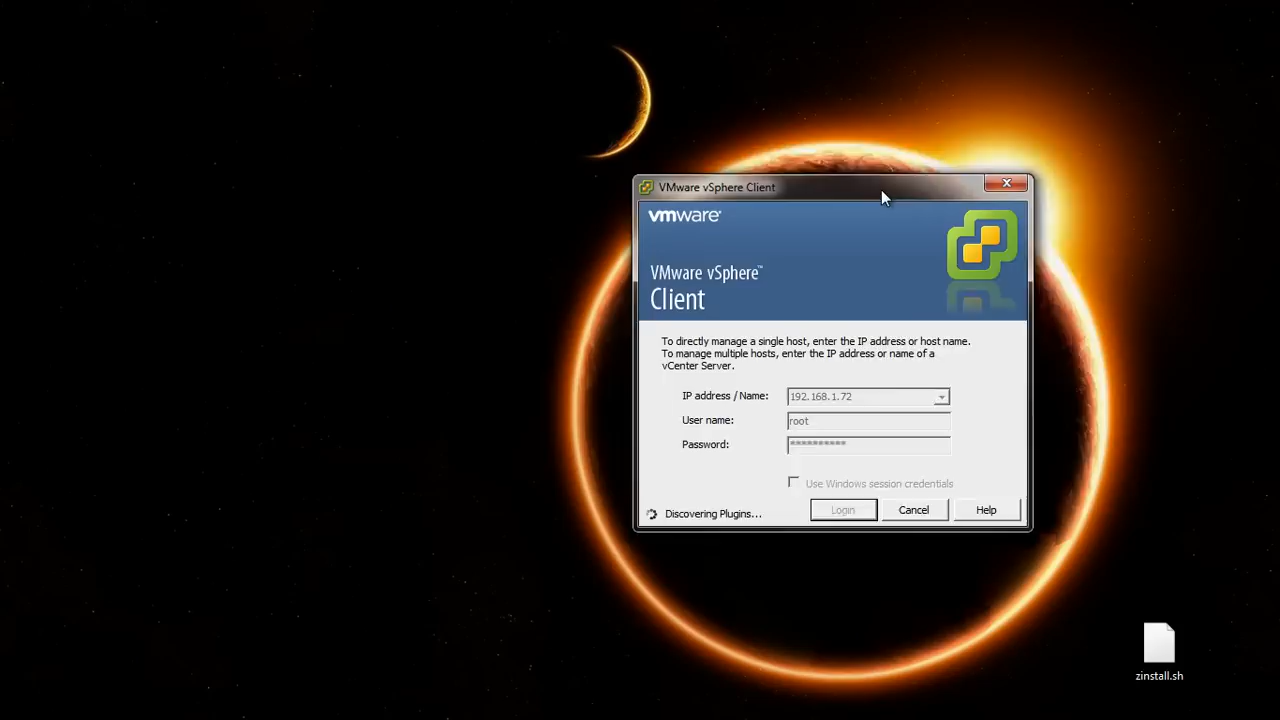 VMware vSphere Client
vmware®
VMware vSphere™
Client
To directly manage a single host, enter the IP address or host name.
To manage multiple hosts, enter the IP address or name of a
vCenter Server.
IP address / Name: 192.168.1.72
User name: root
Password: **********
Use Windows session credentials
Discovering Plugins... Login Cancel Help
zinstall.sh